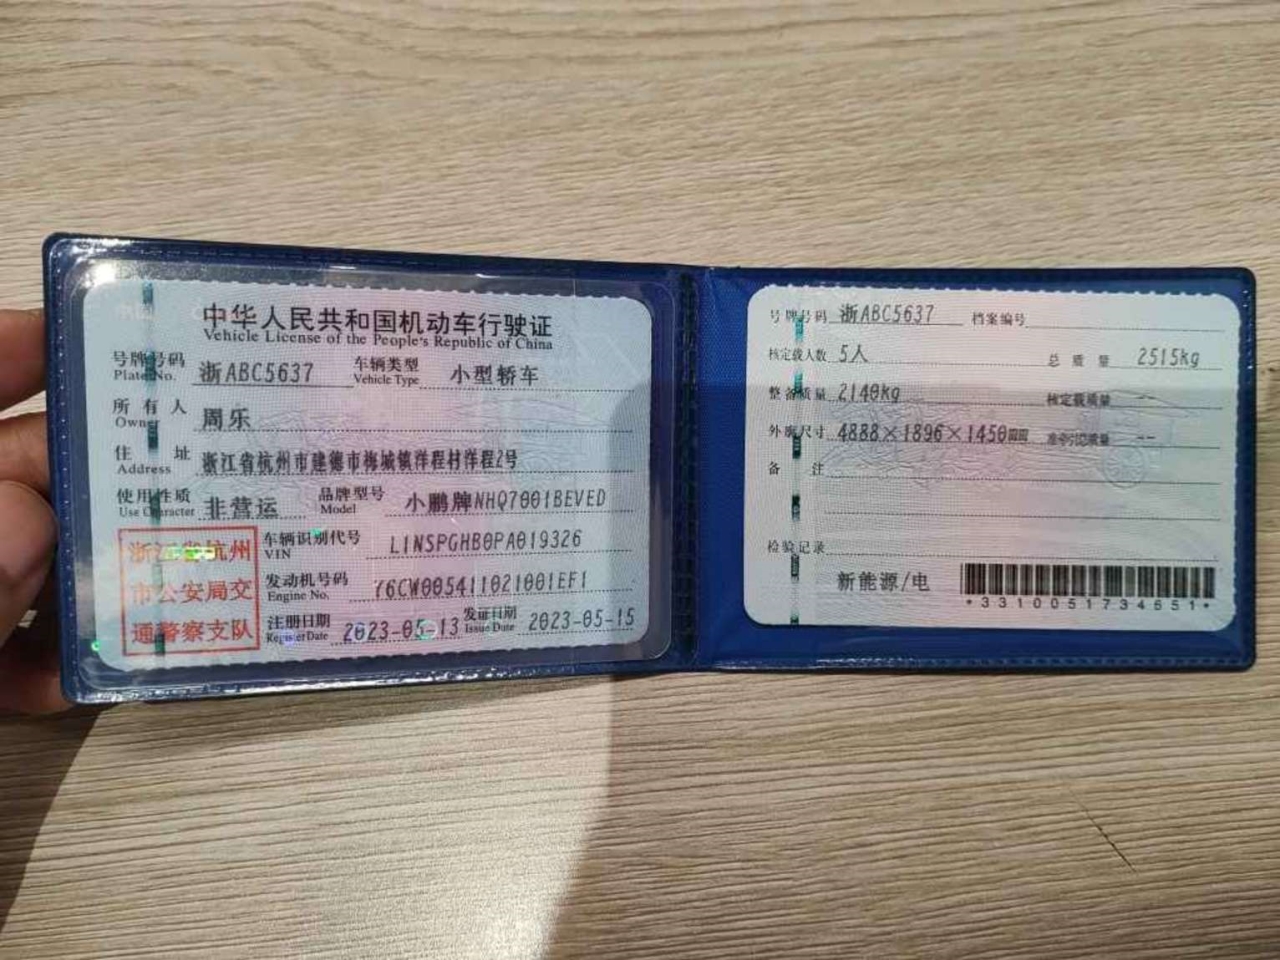 中华人民共和国机动车行驶证
Vehicle License of the People's Republic of China
号牌号码 浙ABC5637 车辆类型 小型轿车
Plate No. Vehicle Type
所有人 周乐
Owner
住址 浙江省杭州市建德市梅城镇洋程村洋程2号
Address
使用性质 非营运 品牌型号 小鹏牌NHQ7001BEVED
Use Character Model
浙江省杭州
市公安局交
通警察支队
车辆识别代号 L1NSPGHB0PA019326
VIN
发动机号码 Y6CW005411021001EF1
Engine No.
注册日期 2023-05-13 发证日期 2023-05-15
Register Date Issue Date
号牌号码 浙ABC5637 档案编号
核定载人数 5人 总质量 2515kg
整备质量 2140kg 核定载质量 --
外廓尺寸 4888×1896×1450mm 准牵引总质量 --
备注
检验记录
新能源/电
*3310051734651*